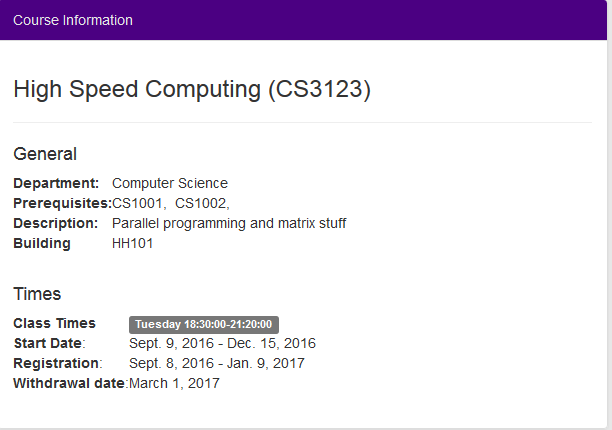 Course Information
High Speed Computing (CS3123)
General
Department: Computer Science
Prerequisites:CS1001, CS1002,
Description: Parallel programming and matrix stuff
Building HH101
Times
Class Times Tuesday 18:30:00-21:20:00
Start Date: Sept. 9, 2016 - Dec. 15, 2016
Registration: Sept. 8, 2016 - Jan. 9, 2017
Withdrawal date:March 1, 2017